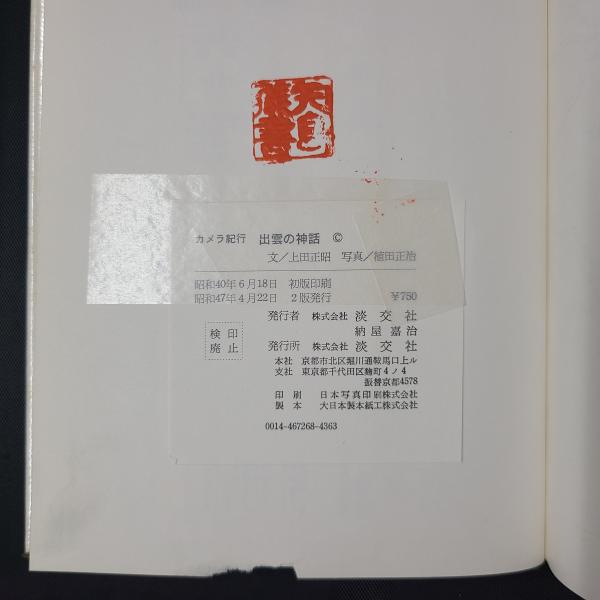 カメラ紀行 出雲の神話 ©
文/上田正昭 写真/植田正治
昭和40年6月18日 初版印刷
昭和47年4月22日 2版発行 ¥750
検印
廃止
発行者 株式会社 淡交社
納屋嘉治
発行所 株式会社 淡交社
本社 京都市北区堀川通鞍馬口上ル
支社 東京都千代田区麹町4ノ4
振替京都4578
印刷 日本写真印刷株式会社
製本 大日本製本紙工株式会社
0014-467268-4363